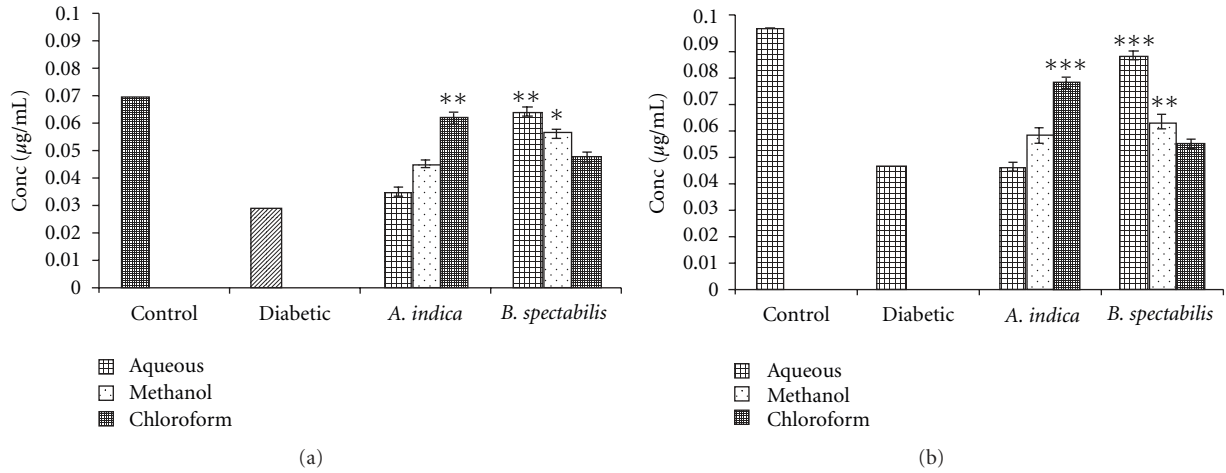 0.1
0.09
0.08
0.07
0.06
0.05
0.04
0.03
0.02
0.01
0
Conc (µg/mL)
** ** *
Control Diabetic A. indica B. spectabilis
Aqueous
Methanol
Chloroform
(a)
0.1
0.09
0.08
0.07
0.06
0.05
0.04
0.03
0.02
0.01
0
Conc (µg/mL)
*** *** **
Control Diabetic A. indica B. spectabilis
Aqueous
Methanol
Chloroform
(b)